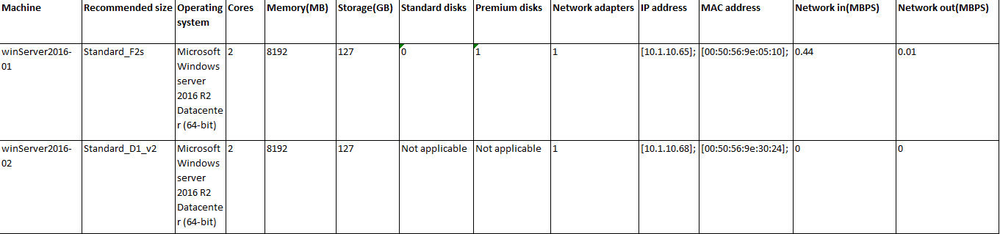 Machine Recommended size Operating system Cores Memory(MB) Storage(GB) Standard disks Premium disks Network adapters IP address MAC address Network in(MBPS) Network out(MBPS)
winServer2016- Standard_F2s Microsoft 2 8192 127 0 1 1 [10.1.10.65]; [00:50:56:9e:05:10]; 0.44 0.01
01 Windows
server
2016 R2
Datacente
r (64-bit)
winServer2016- Standard_D1_v2 Microsoft 2 8192 127 Not applicable Not applicable 1 [10.1.10.68]; [00:50:56:9e:30:24]; 0 0
02 Windows
server
2016 R2
Datacente
r (64-bit)